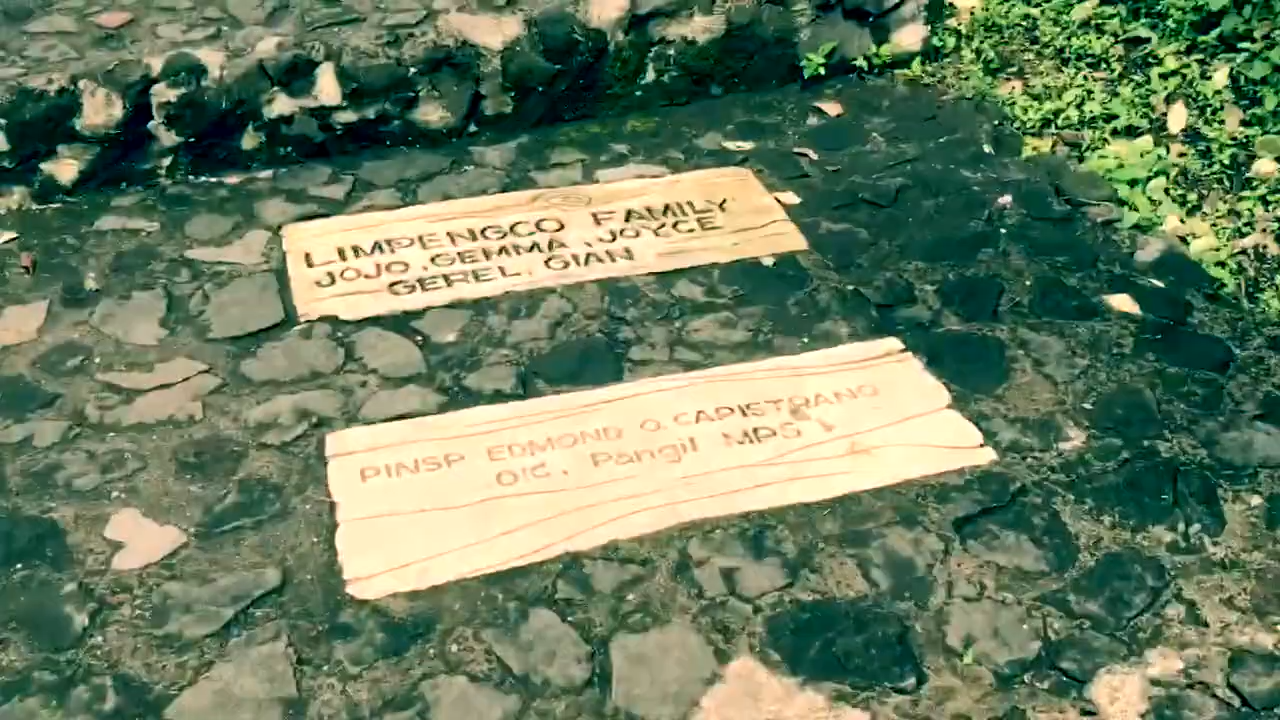 LIMPENGCO FAMILY
JOJO, GEMMA, JOYCE
GEREL, GIAN
PINSP EDMOND O. CAPISTRANO
OIC, Pangil MPS